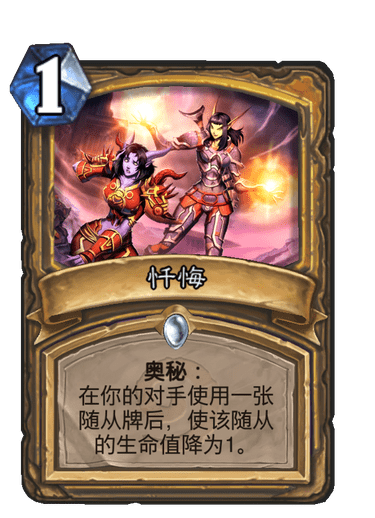 1
忏悔
奥秘：
在你的对手使用一张
随从牌后，使该随从
的生命值降为1。